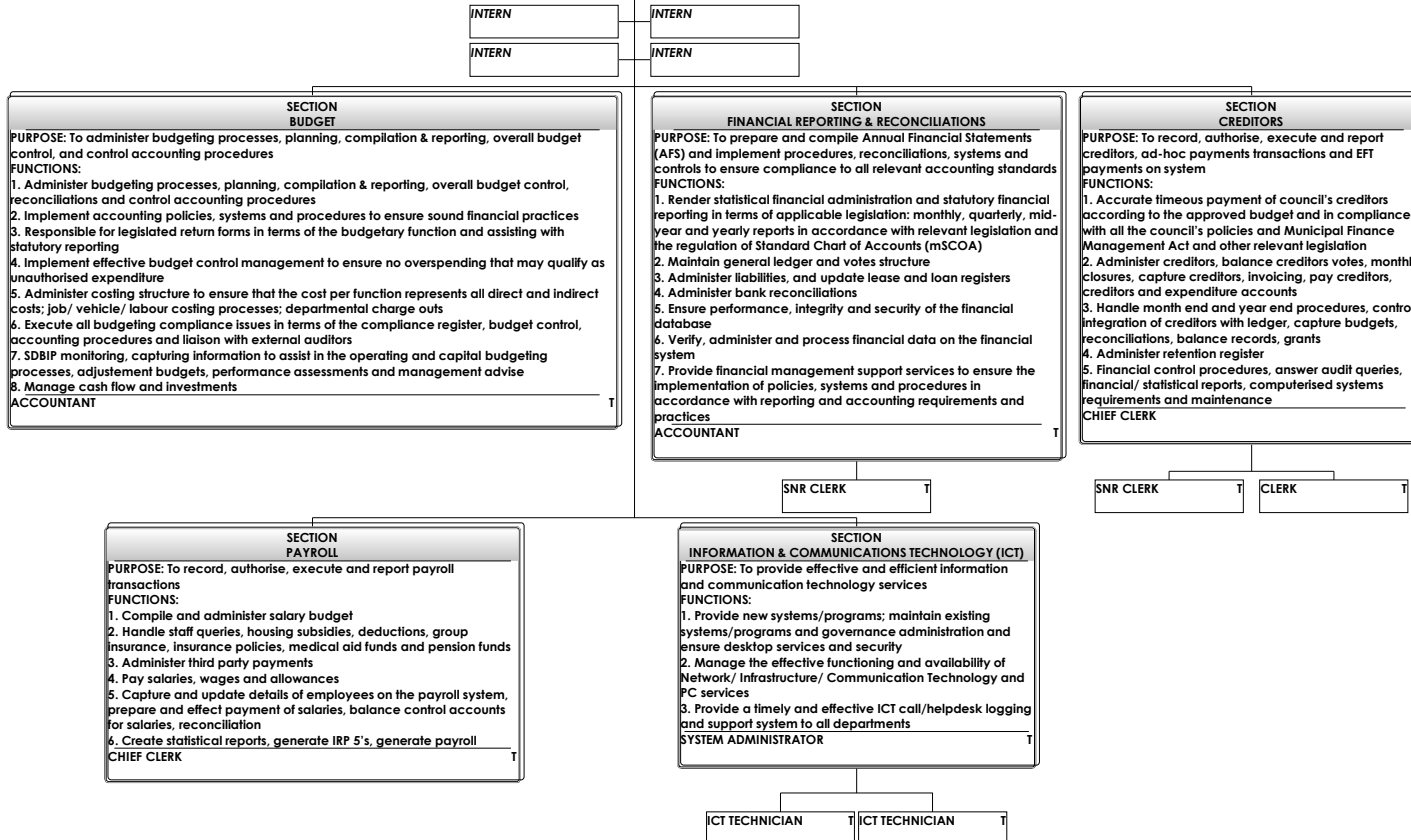 INTERN
INTERN
INTERN
INTERN
SECTION
BUDGET
PURPOSE: To administer budgeting processes, planning, compilation & reporting, overall budget
control, and control accounting procedures
FUNCTIONS:
1. Administer budgeting processes, planning, compilation & reporting, overall budget control,
reconciliations and control accounting procedures
2. Implement accounting policies, systems and procedures to ensure sound financial practices
3. Responsible for legislated return forms in terms of the budgetary function and assisting with
statutory reporting
4. Implement effective budget control management to ensure no overspending that may qualify as
unauthorised expenditure
5. Administer costing structure to ensure that the cost per function represents all direct and indirect
costs; job/ vehicle/ labour costing processes; departmental charge outs
6. Execute all budgeting compliance issues in terms of the compliance register, budget control,
accounting procedures and liaison with external auditors
7. SDBIP monitoring, capturing information to assist in the operating and capital budgeting
processes, adjustement budgets, performance assessments and management advise
8. Manage cash flow and investments
ACCOUNTANT T
SECTION
FINANCIAL REPORTING & RECONCILIATIONS
PURPOSE: To prepare and compile Annual Financial Statements
(AFS) and implement procedures, reconciliations, systems and
controls to ensure compliance to all relevant accounting standards
FUNCTIONS:
1. Render statistical financial administration and statutory financial
reporting in terms of applicable legislation: monthly, quarterly, mid-
year and yearly reports in accordance with relevant legislation and
the regulation of Standard Chart of Accounts (mSCOA)
2. Maintain general ledger and votes structure
3. Administer liabilities, and update lease and loan registers
4. Administer bank reconciliations
5. Ensure performance, integrity and security of the financial
database
6. Verify, administer and process financial data on the financial
system
7. Provide financial management support services to ensure the
implementation of policies, systems and procedures in
accordance with reporting and accounting requirements and
practices
ACCOUNTANT T
SNR CLERK T
SECTION
CREDITORS
PURPOSE: To record, authorise, execute and report
creditors, ad-hoc payments transactions and EFT
payments on system
FUNCTIONS:
1. Accurate timeous payment of council's creditors
according to the approved budget and in compliance
with all the council's policies and Municipal Finance
Management Act and other relevant legislation
2. Administer creditors, balance creditors votes, monthl
closures, capture creditors, invoicing, pay creditors,
creditors and expenditure accounts
3. Handle month end and year end procedures, contro
integration of creditors with ledger, capture budgets,
reconciliations, balance records, grants
4. Administer retention register
5. Financial control procedures, answer audit queries,
financial/ statistical reports, computerised systems
requirements and maintenance
CHIEF CLERK
SNR CLERK T
CLERK T
SECTION
PAYROLL
PURPOSE: To record, authorise, execute and report payroll
transactions
FUNCTIONS:
1. Compile and administer salary budget
2. Handle staff queries, housing subsidies, deductions, group
insurance, insurance policies, medical aid funds and pension funds
3. Administer third party payments
4. Pay salaries, wages and allowances
5. Capture and update details of employees on the payroll system,
prepare and effect payment of salaries, balance control accounts
for salaries, reconciliation
6. Create statistical reports, generate IRP 5's, generate payroll
CHIEF CLERK T
SECTION
INFORMATION & COMMUNICATIONS TECHNOLOGY (ICT)
PURPOSE: To provide effective and efficient information
and communication technology services
FUNCTIONS:
1. Provide new systems/programs; maintain existing
systems/programs and governance administration and
ensure desktop services and security
2. Manage the effective functioning and availability of
Network/ Infrastructure/ Communication Technology and
PC services
3. Provide a timely and effective ICT call/helpdesk logging
and support system to all departments
SYSTEM ADMINISTRATOR T
ICT TECHNICIAN T
ICT TECHNICIAN T